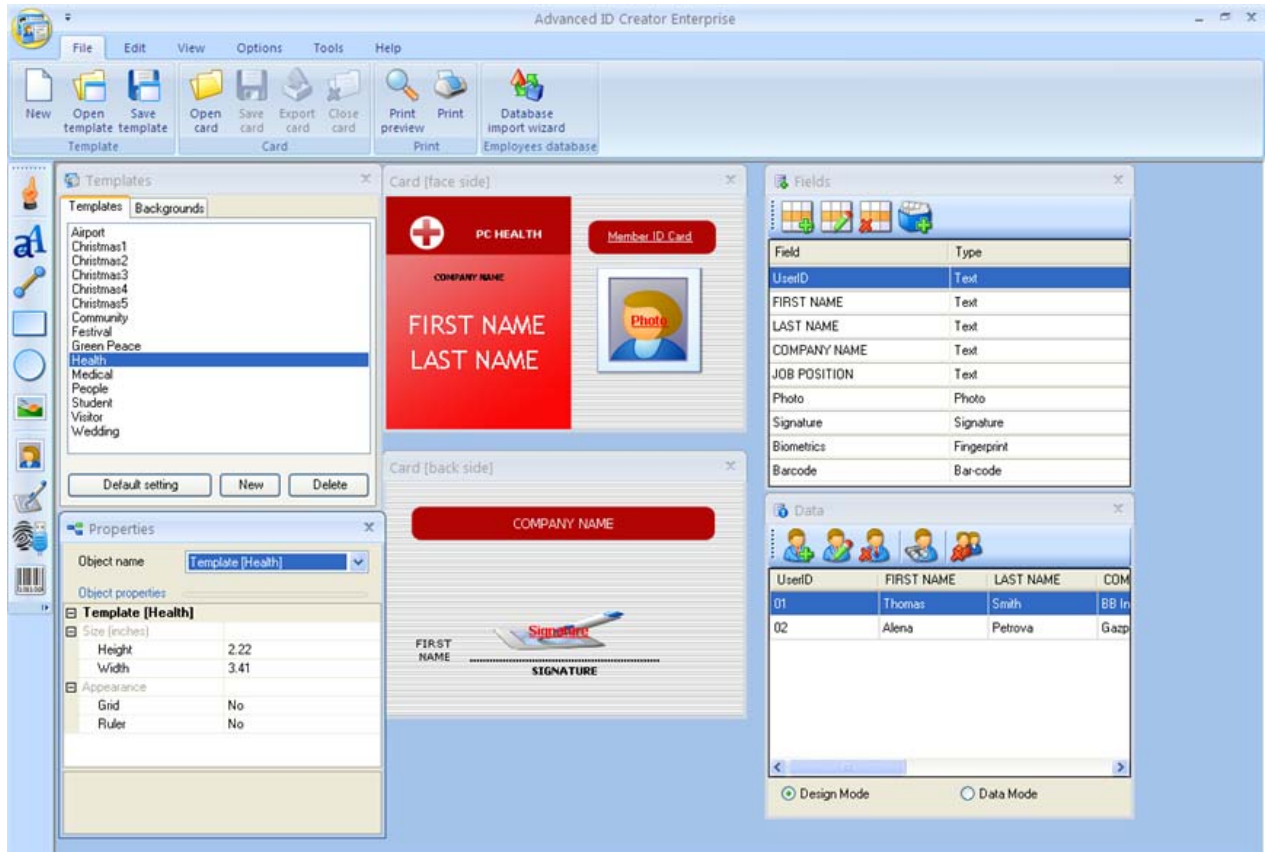 Advanced ID Creator Enterprise
File Edit View Options Tools Help
New
Open template
Save template
Template
Open card
Save card
Export card
Close card
Card
Print preview
Print
Print
Database import wizard
Employees database
Templates
Templates Backgrounds
Airport
Christmas1
Christmas2
Christmas3
Christmas4
Christmas5
Community
Festival
Green Peace
Health
Medical
People
Student
Visitor
Wedding
Default setting New Delete
Properties
Object name Template [Health]
Object properties
Template [Health]
Size (inches)
Height 2.22
Width 3.41
Appearance
Grid No
Ruler No
Card [face side]
PC HEALTH
Member ID Card
COMPANY NAME
Photo
FIRST NAME
LAST NAME
Card [back side]
COMPANY NAME
Signature
FIRST
NAME
SIGNATURE
Fields
Field Type
UserID Text
FIRST NAME Text
LAST NAME Text
COMPANY NAME Text
JOB POSITION Text
Photo Photo
Signature Signature
Biometrics Fingerprint
Barcode Bar-code
Data
UserID FIRST NAME LAST NAME COM
01 Thomas Smith BB In
02 Alena Petrova Gazp
Design Mode Data Mode